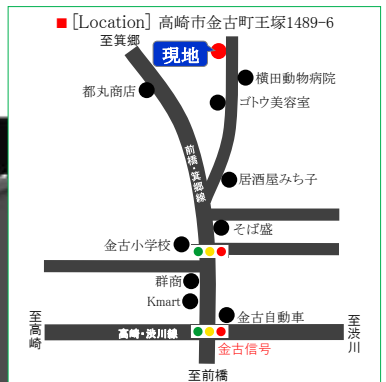 ■ [Location] 高崎市金古町王塚1489-6
至箕郷
現地
横田動物病院
都丸商店
ゴトウ美容室
前橋・箕郷線
居酒屋みち子
そば盛
金古小学校
群商
Kmart
金古自動車
至高崎
高崎・渋川線
至渋川
金古信号
至前橋